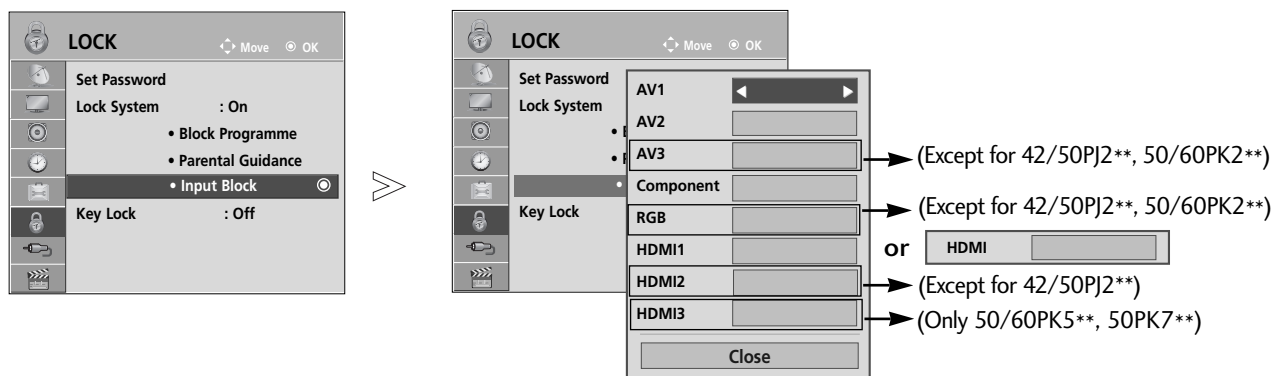 LOCK
Move OK
Set Password
Lock System : On
• Block Programme
• Parental Guidance
• Input Block
Key Lock : Off
LOCK
Move OK
Set Password
Lock System
Key Lock
AV1
AV2
AV3
Component
RGB
HDMI1
HDMI2
HDMI3
Close
(Except for 42/50PJ2**, 50/60PK2**)
(Except for 42/50PJ2**, 50/60PK2**)
or HDMI
(Except for 42/50PJ2**)
(Only 50/60PK5**, 50PK7**)